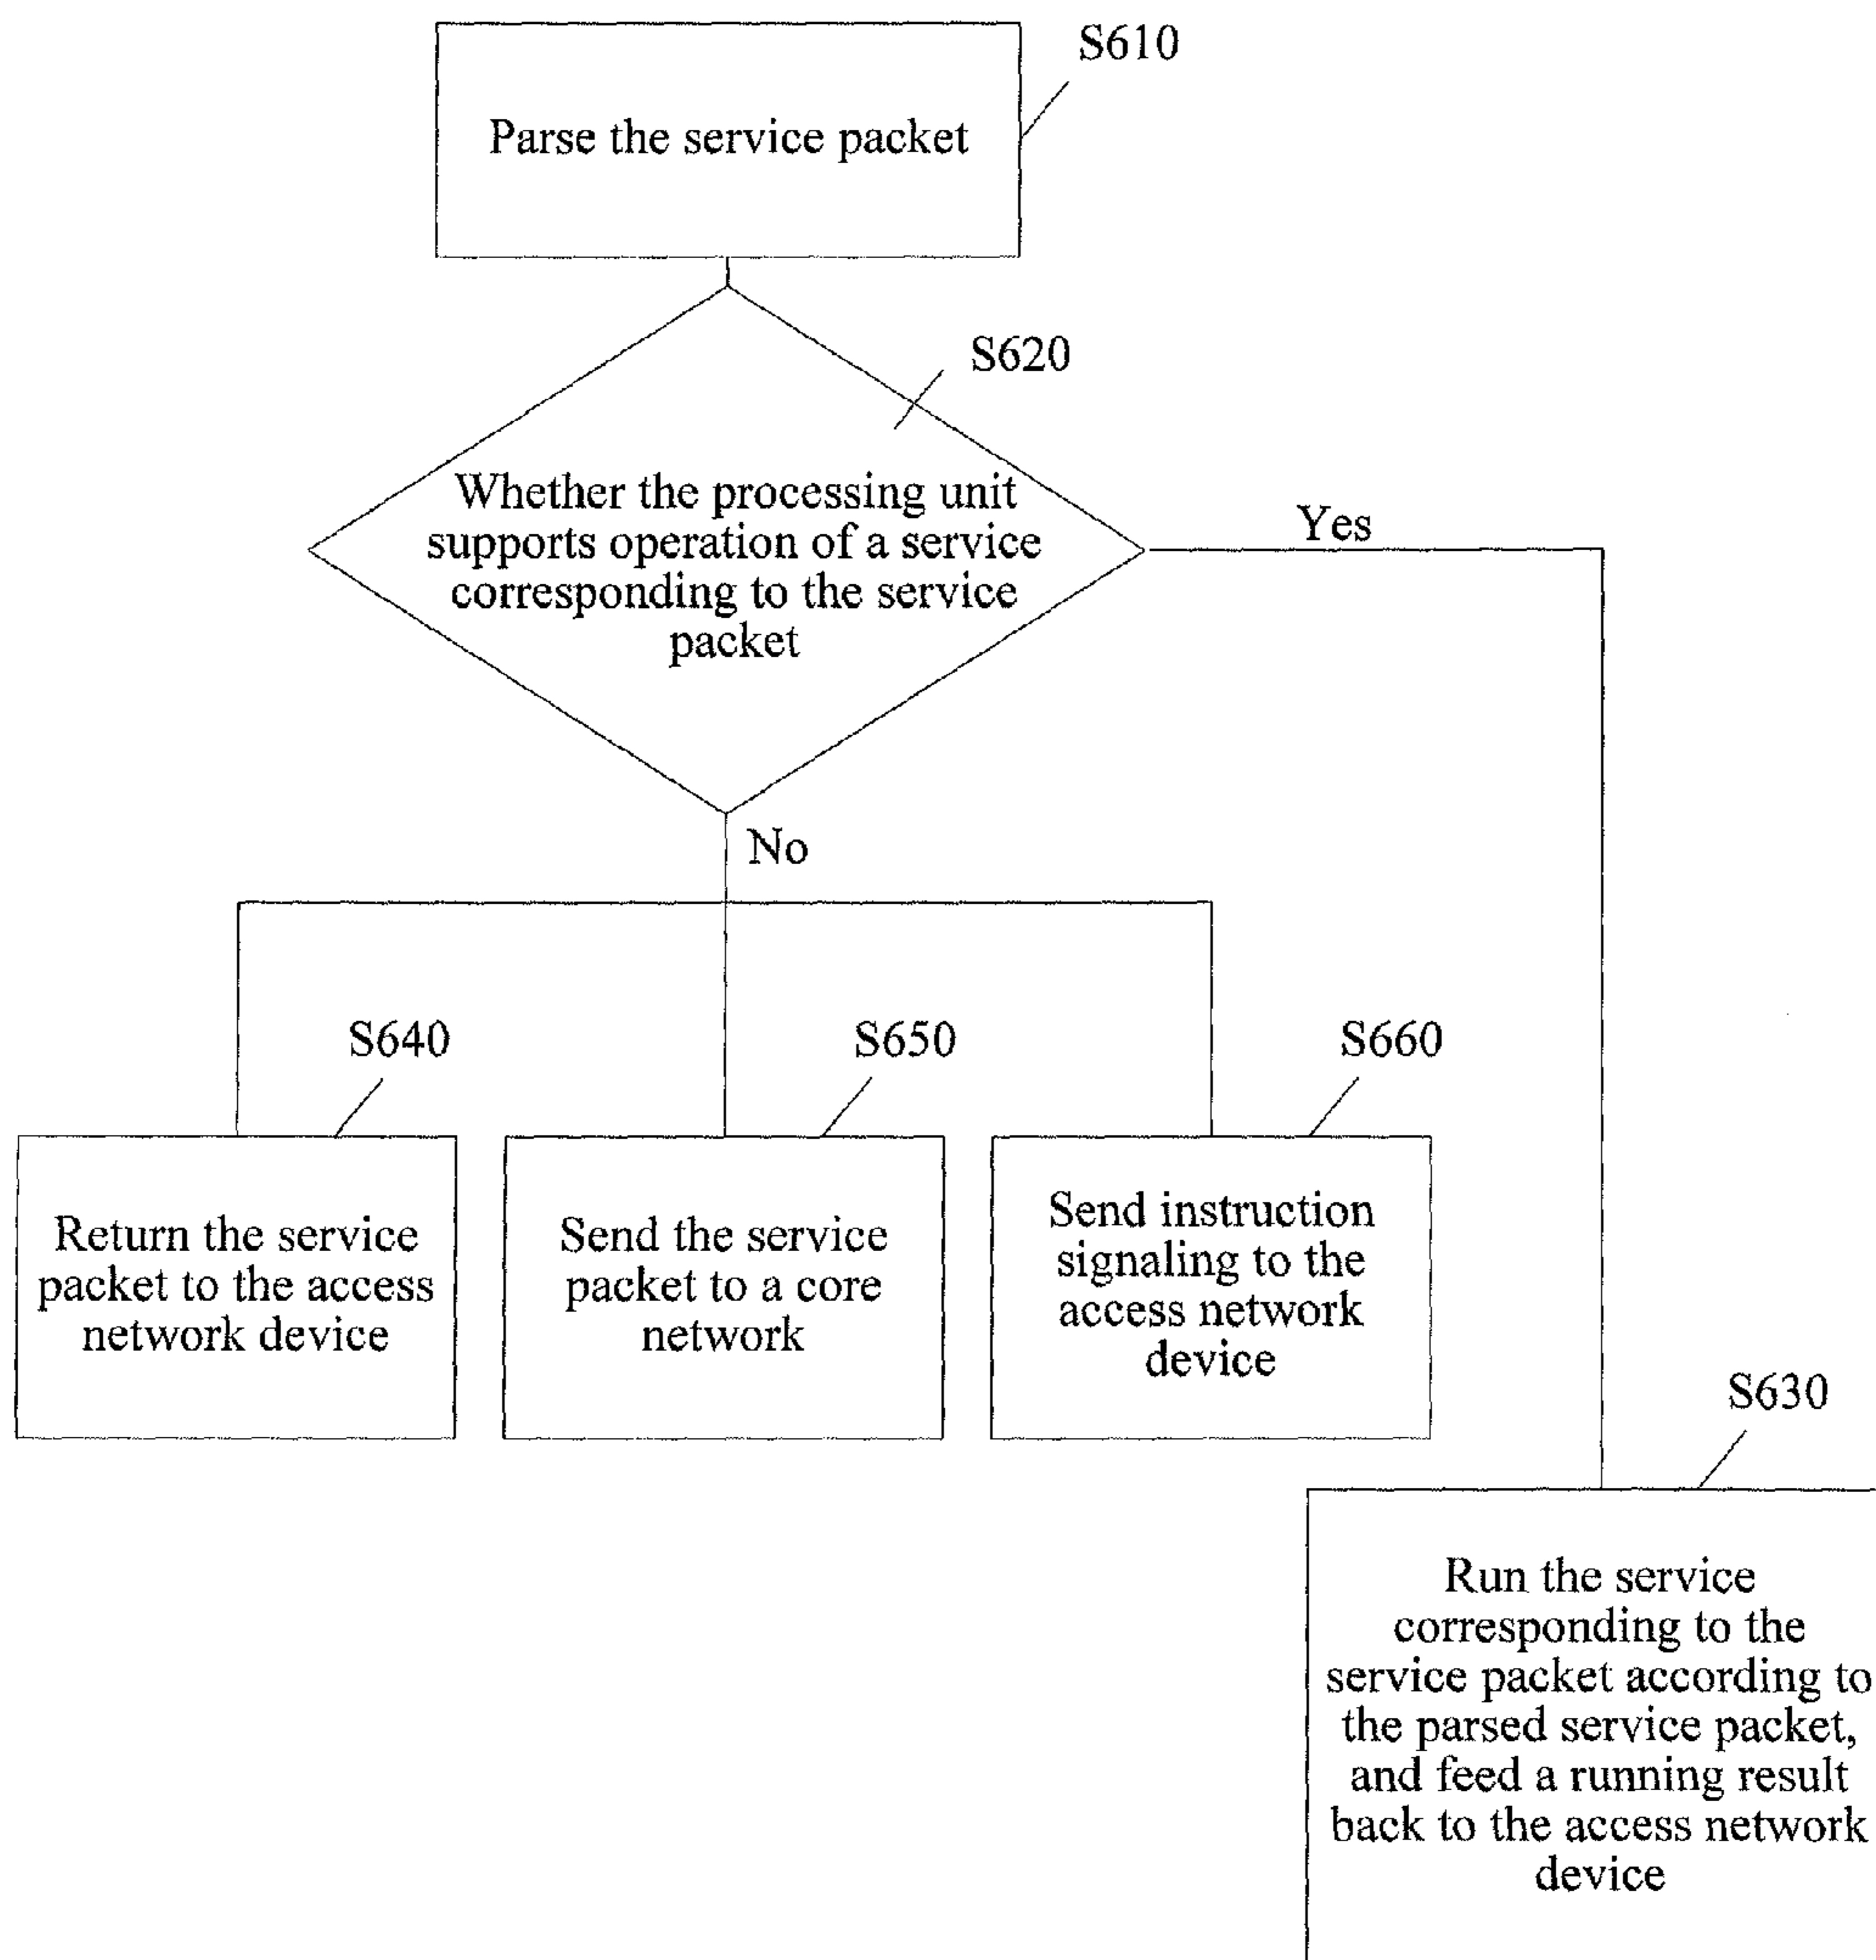 S610
Parse the service packet
S620
Whether the processing unit
supports operation of a service
corresponding to the service
packet
Yes
No
S640
S650
S660
Return the service
packet to the access
network device
Send the service
packet to a core
network
Send instruction
signaling to the
access network
device
S630
Run the service
corresponding to the
service packet according to
the parsed service packet,
and feed a running result
back to the access network
device